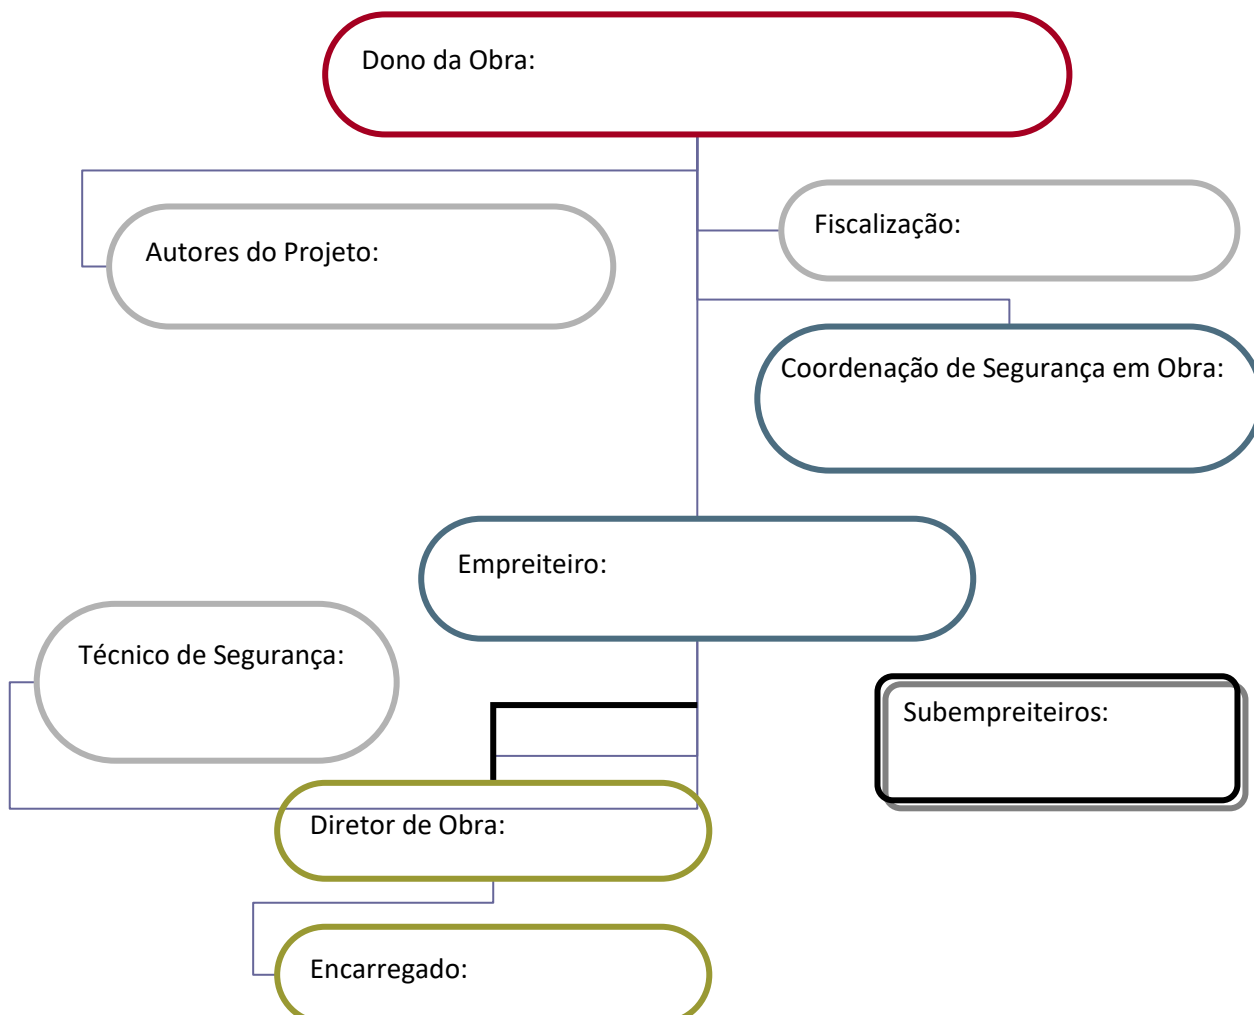 Dono da Obra:
Fiscalização:
Autores do Projeto:
Coordenação de Segurança em Obra:
Empreiteiro:
Técnico de Segurança:
Subempreiteiros:
Diretor de Obra:
Encarregado: